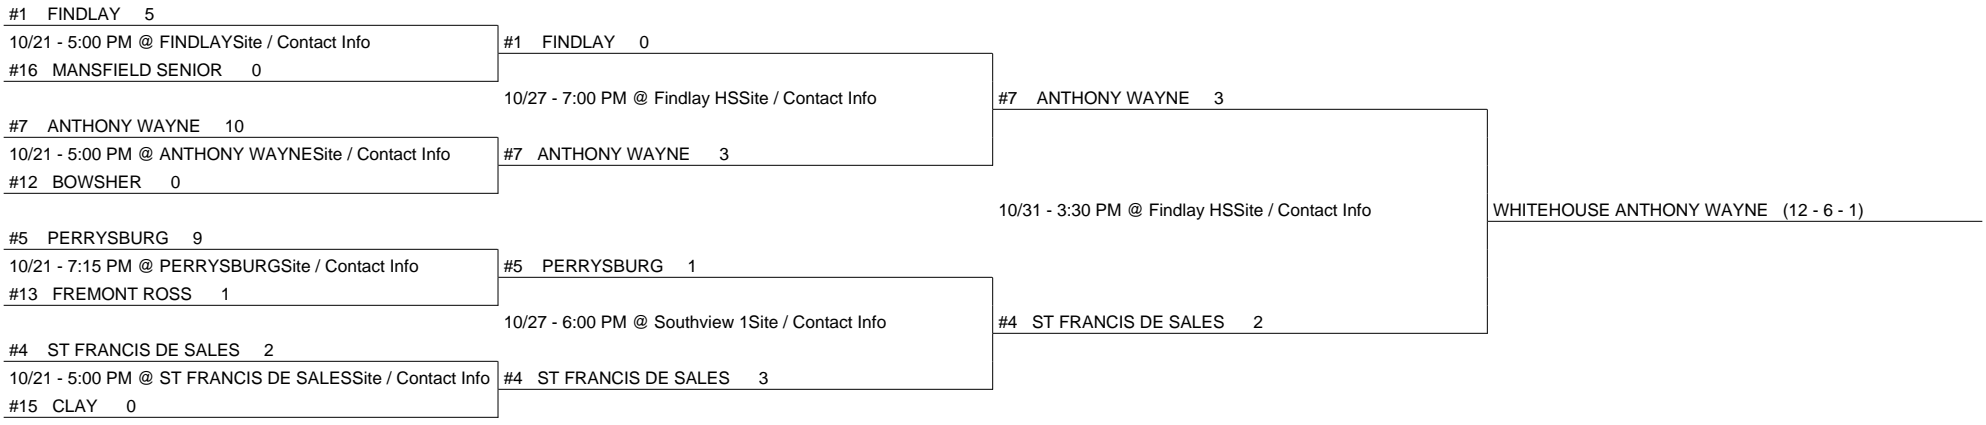 #1 FINDLAY 5
10/21 - 5:00 PM @ FINDLAYSite / Contact Info
#1 FINDLAY 0
#16 MANSFIELD SENIOR 0
10/27 - 7:00 PM @ Findlay HSSite / Contact Info
#7 ANTHONY WAYNE 3
#7 ANTHONY WAYNE 10
10/21 - 5:00 PM @ ANTHONY WAYNESite / Contact Info
#7 ANTHONY WAYNE 3
#12 BOWSHER 0
10/31 - 3:30 PM @ Findlay HSSite / Contact Info
WHITEHOUSE ANTHONY WAYNE (12 - 6 - 1)
#5 PERRYSBURG 9
10/21 - 7:15 PM @ PERRYSBURGSite / Contact Info
#5 PERRYSBURG 1
#13 FREMONT ROSS 1
10/27 - 6:00 PM @ Southview 1Site / Contact Info
#4 ST FRANCIS DE SALES 2
#4 ST FRANCIS DE SALES 2
10/21 - 5:00 PM @ ST FRANCIS DE SALESSite / Contact Info
#4 ST FRANCIS DE SALES 3
#15 CLAY 0